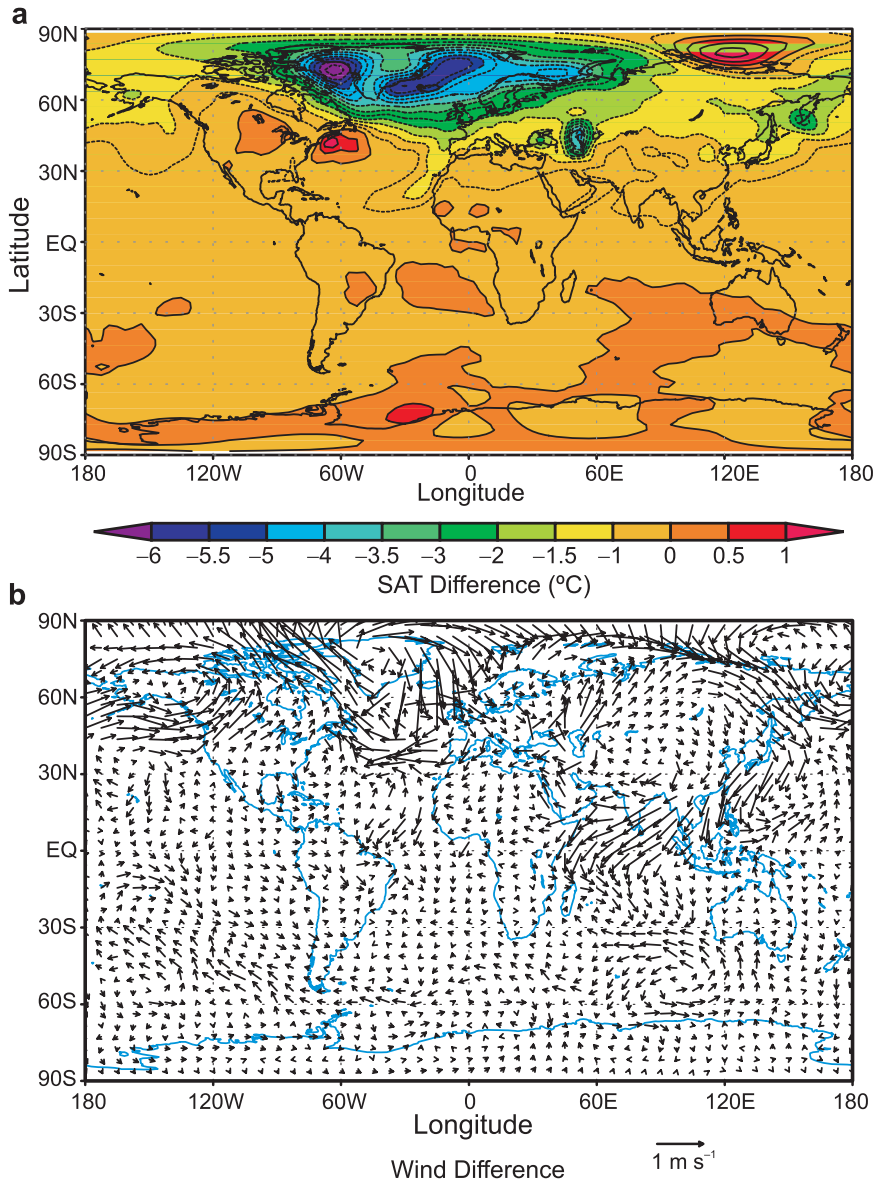 a
90N
60N
30N
EQ
30S
60S
90S
Latitude
180 120W 60W 0 60E 120E 180
Longitude
–6 –5.5 –5 –4 –3.5 –3 –2 –1.5 –1 0 0.5 1
SAT Difference (ºC)
b
90N
60N
30N
EQ
30S
60S
90S
180 120W 60W 0 60E 120E 180
Longitude
1 m s⁻¹
Wind Difference